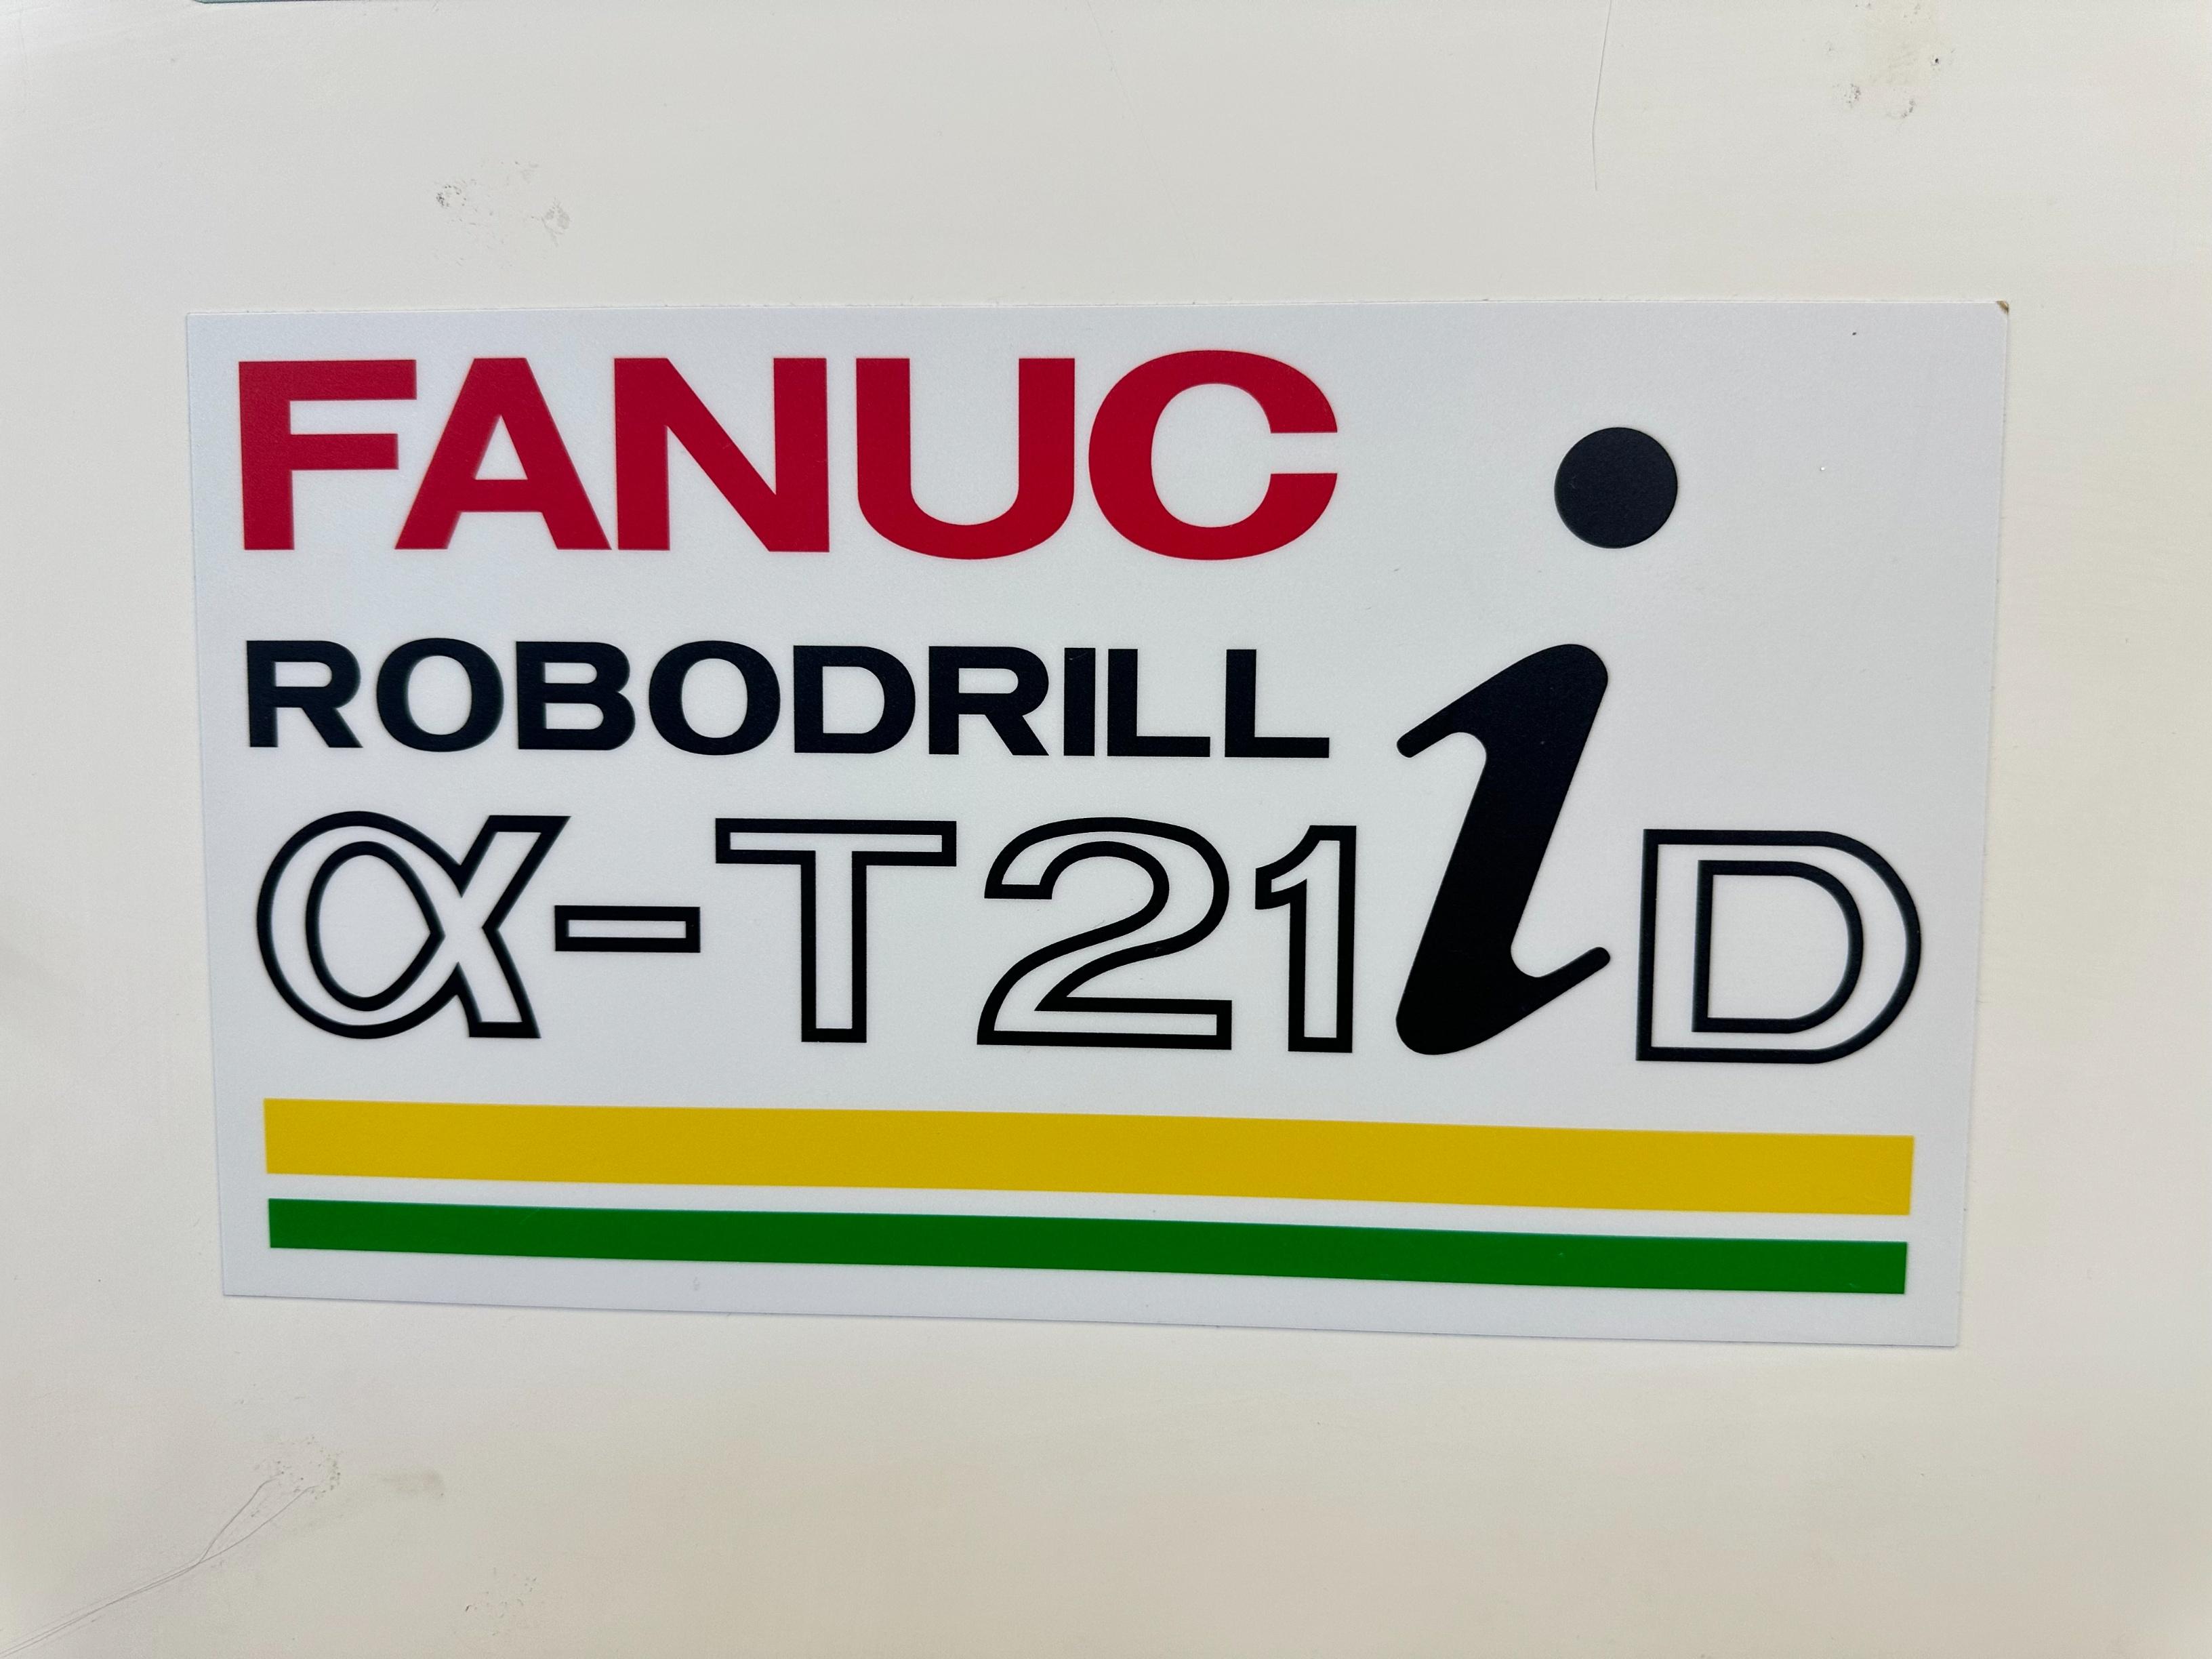 FANUC
ROBODRILL
α-T21iD